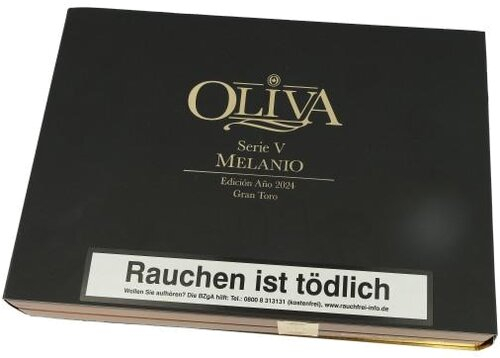 OLIVA
Serie V
MELANIO
Edición Año 2024
Gran Toro
Rauchen ist tödlich
Wollen Sie aufhören? Die BZgA hilft: Tel.: 0800 8 313131 (kostenfrei), www.rauchfrei-info.de